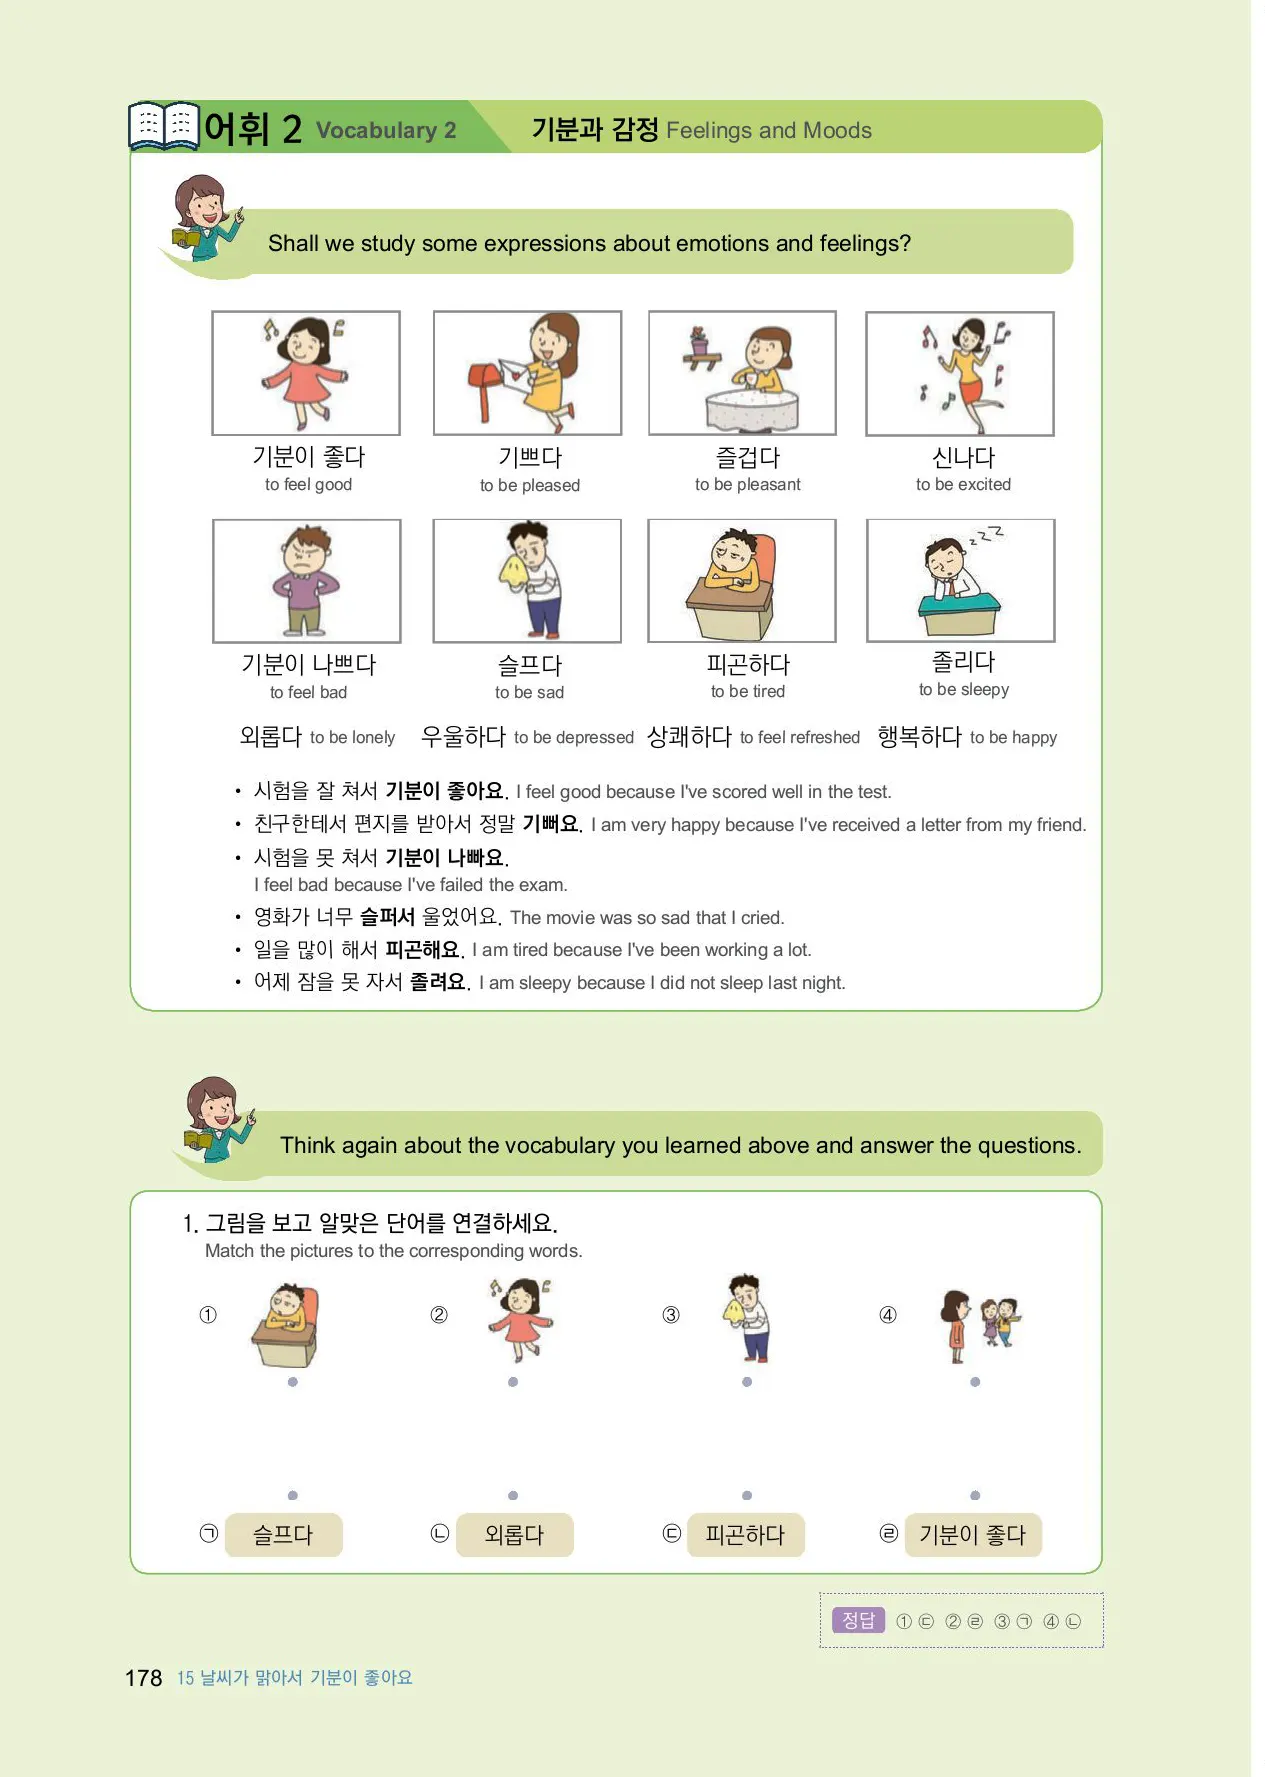 어휘 2 Vocabulary 2 기분과 감정 Feelings and Moods
Shall we study some expressions about emotions and feelings?
기분이 좋다 기쁘다 즐겁다 신나다
to feel good to be pleased to be pleasant to be excited
기분이 나쁘다 슬프다 피곤하다 졸리다
to feel bad to be sad to be tired to be sleepy
외롭다 to be lonely 우울하다 to be depressed 상쾌하다 to feel refreshed 행복하다 to be happy
• 시험을 잘 쳐서 기분이 좋아요. I feel good because I've scored well in the test.
• 친구한테서 편지를 받아서 정말 기뻐요. I am very happy because I've received a letter from my friend.
• 시험을 못 쳐서 기분이 나빠요.
I feel bad because I've failed the exam.
• 영화가 너무 슬퍼서 울었어요. The movie was so sad that I cried.
• 일을 많이 해서 피곤해요. I am tired because I've been working a lot.
• 어제 잠을 못 자서 졸려요. I am sleepy because I did not sleep last night.
Think again about the vocabulary you learned above and answer the questions.
1. 그림을 보고 알맞은 단어를 연결하세요.
Match the pictures to the corresponding words.
① ② ③ ④
㉠ 슬프다 ㉡ 외롭다 ㉢ 피곤하다 ㉣ 기분이 좋다
정답 ① ㉢ ② ㉣ ③ ㉠ ④ ㉡
178 15 날씨가 맑아서 기분이 좋아요